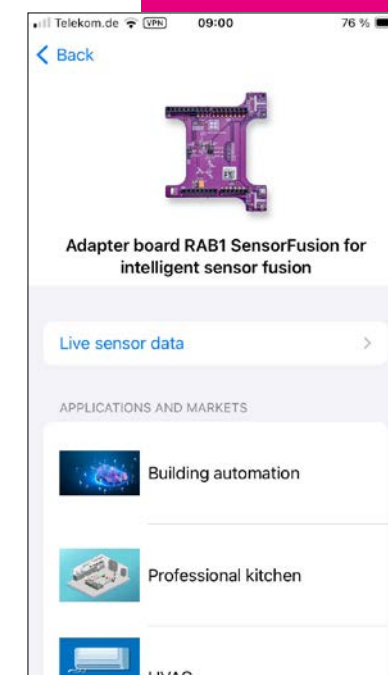 Telekom.de VPN 09:00 76 %
Back
Adapter board RAB1 SensorFusion for
intelligent sensor fusion
Live sensor data
APPLICATIONS AND MARKETS
Building automation
Professional kitchen
HVAC